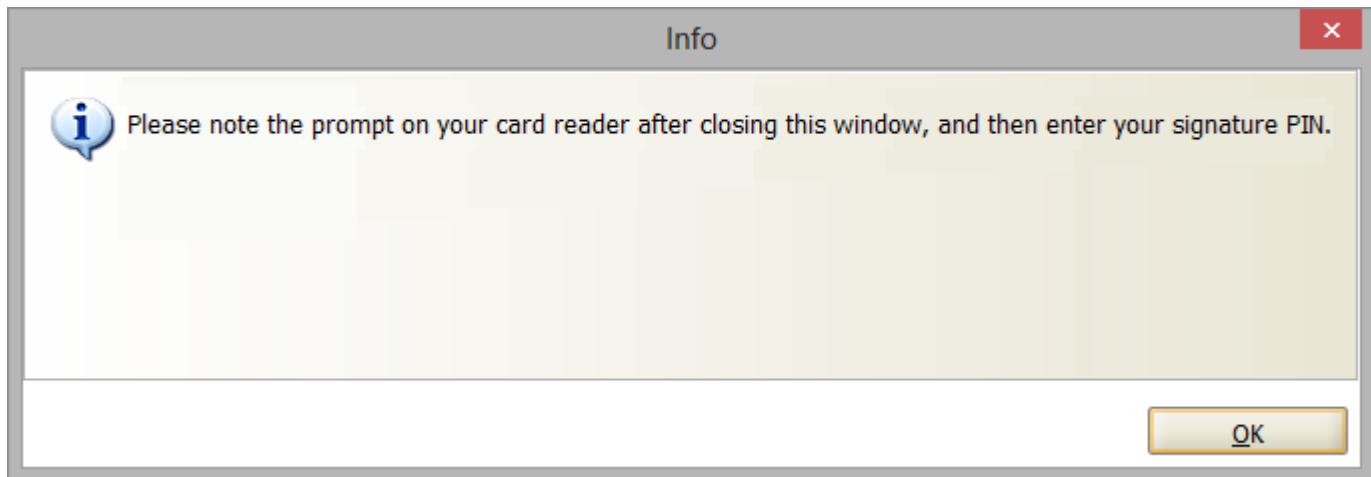 Info
Please note the prompt on your card reader after closing this window, and then enter your signature PIN.
OK